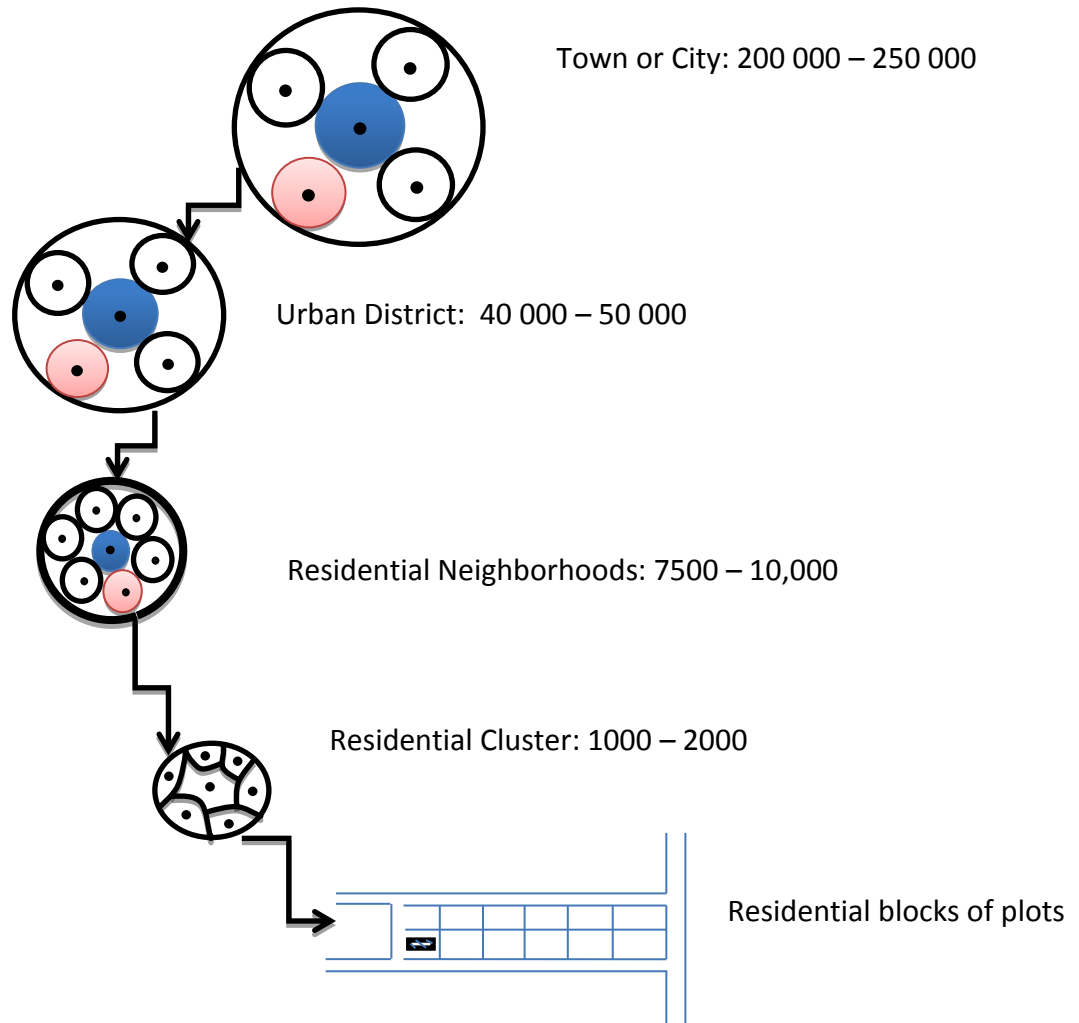 Town or City: 200 000 – 250 000
Urban District:  40 000 – 50 000
Residential Neighborhoods: 7500 – 10,000
Residential Cluster: 1000 – 2000
Residential blocks of plots